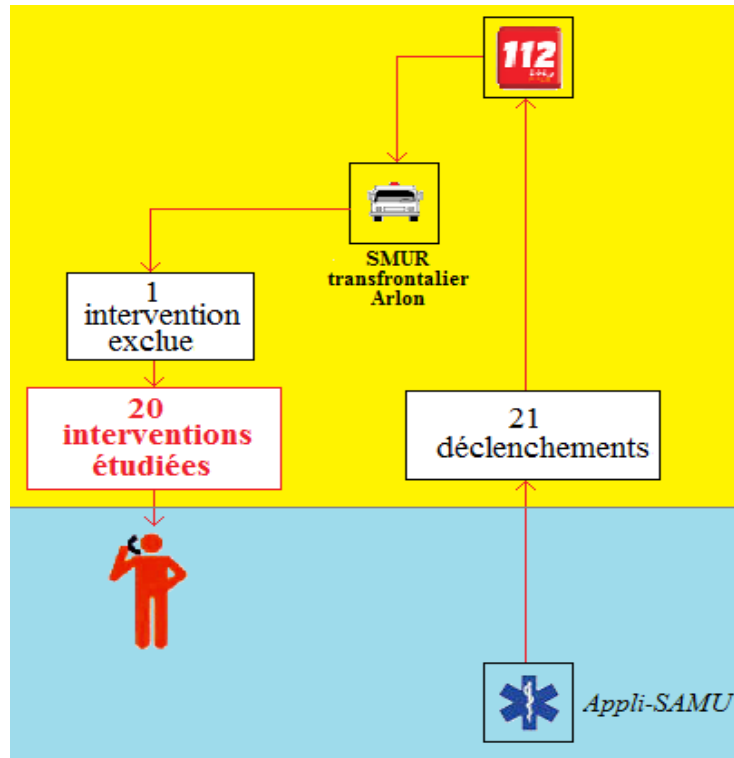 112
SMUR
transfrontalier
Arlon
1
intervention
exclue
20
interventions
étudiées
21
déclenchements
Appli-SAMU